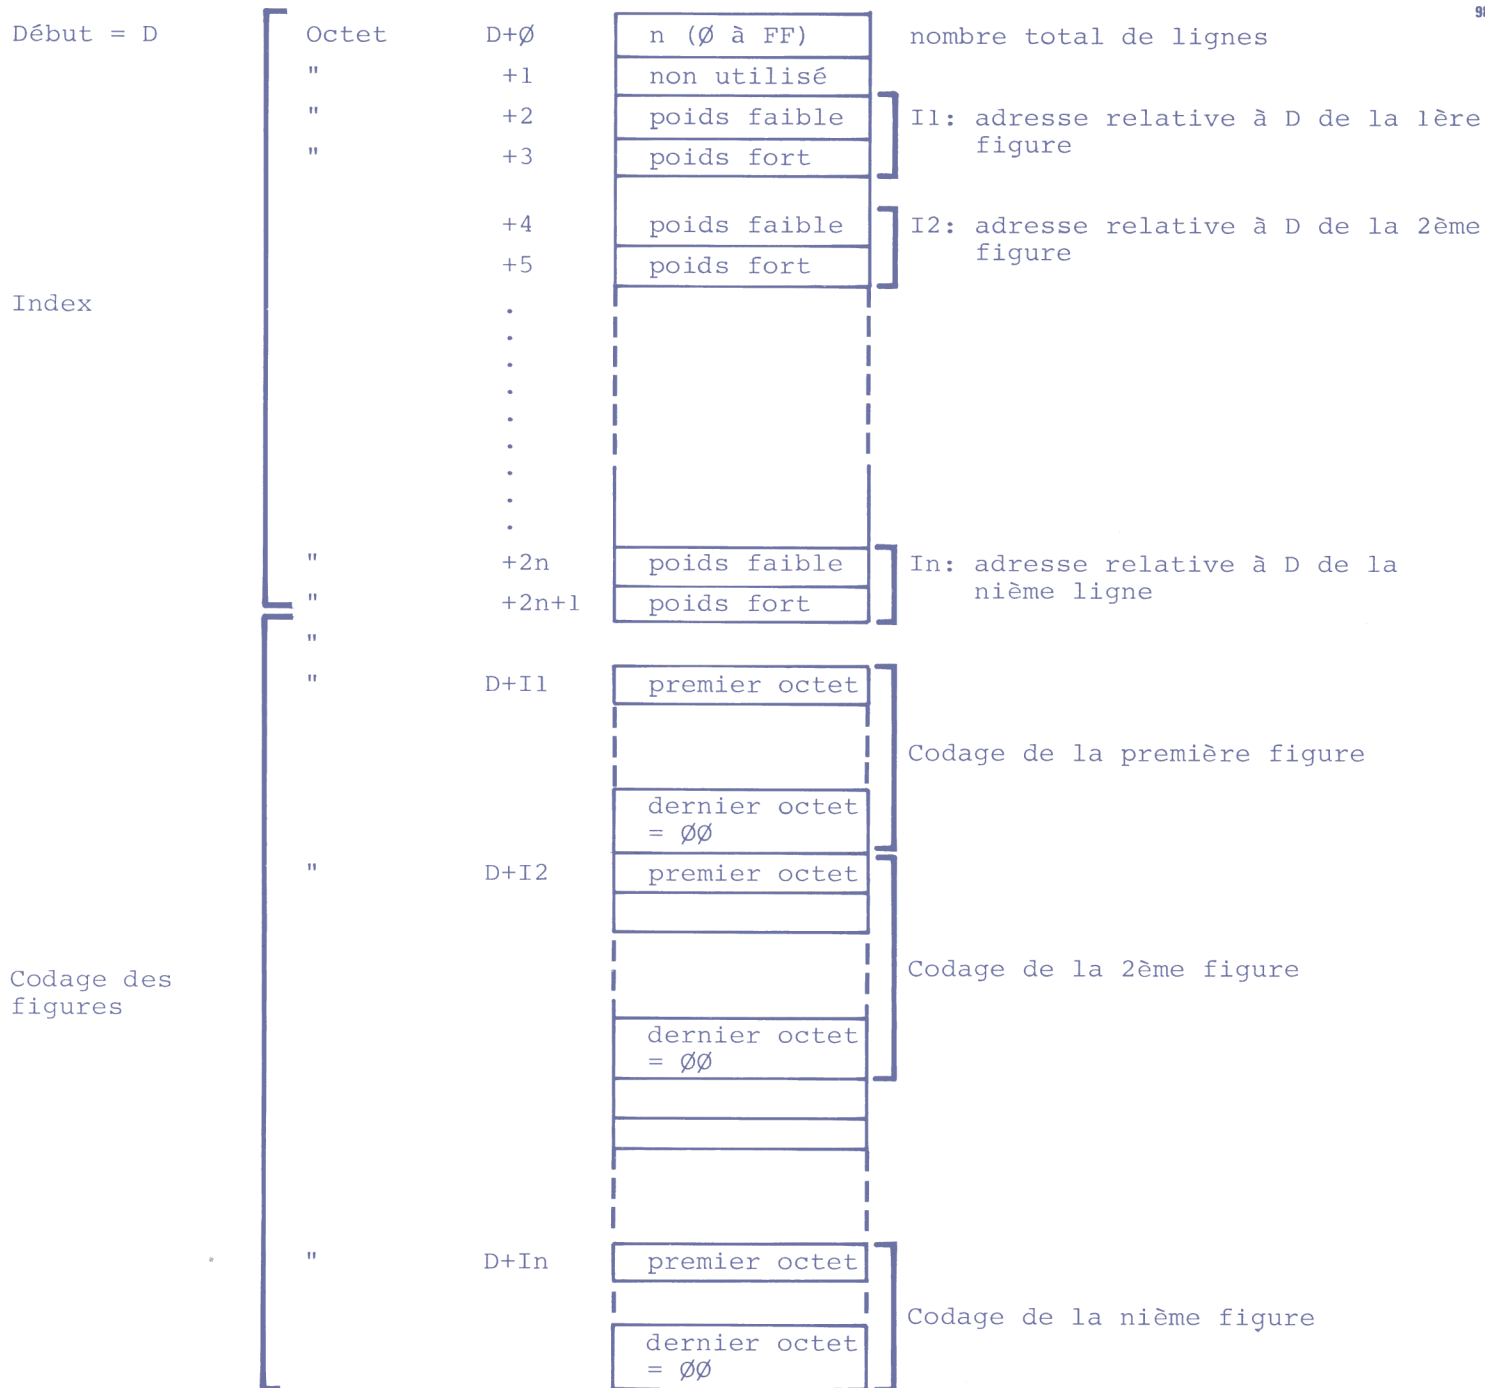 98
Début = D Octet D+Ø n (Ø à FF) nombre total de lignes
" +1 non utilisé
" +2 poids faible I1: adresse relative à D de la 1ère
figure
" +3 poids fort
+4 poids faible I2: adresse relative à D de la 2ème
figure
+5 poids fort
Index
.
.
.
.
.
.
.
.
.
" +2n poids faible In: adresse relative à D de la
nième ligne
" +2n+1 poids fort
"
" D+I1 premier octet
Codage de la première figure
dernier octet
= ØØ
" D+I2 premier octet
Codage de la 2ème figure
Codage des
figures
dernier octet
= ØØ
" D+In premier octet
Codage de la nième figure
dernier octet
= ØØ